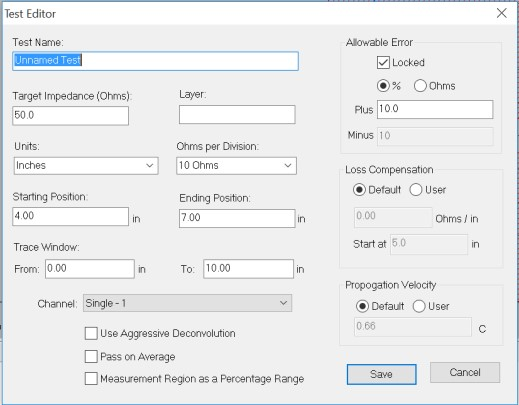 Test Editor
Test Name:
Unnamed Test
Target Impedance (Ohms):
50.0
Layer:
Units:
Inches
Ohms per Division:
10 Ohms
Starting Position:
4.00 in
Ending Position:
7.00 in
Trace Window:
From: 0.00 in
To: 10.00 in
Channel: Single - 1
Use Aggressive Deconvolution
Pass on Average
Measurement Region as a Percentage Range
Allowable Error
Locked
% Ohms
Plus 10.0
Minus 10
Loss Compensation
Default User
0.00 Ohms / in
Start at 5.0 in
Propogation Velocity
Default User
0.66 C
Save Cancel